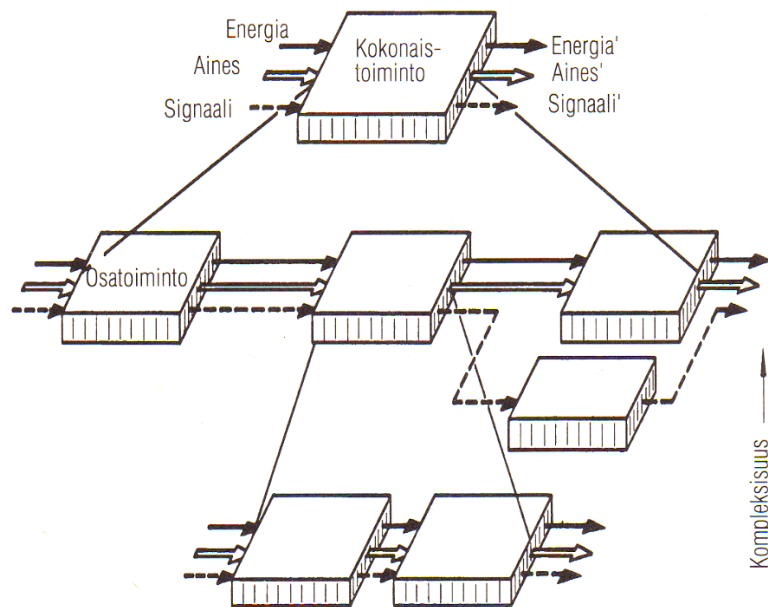 Energia
Aines
Signaali
Kokonais-
toiminto
Energia'
Aines'
Signaali'
Osatoiminto
Kompleksisuus